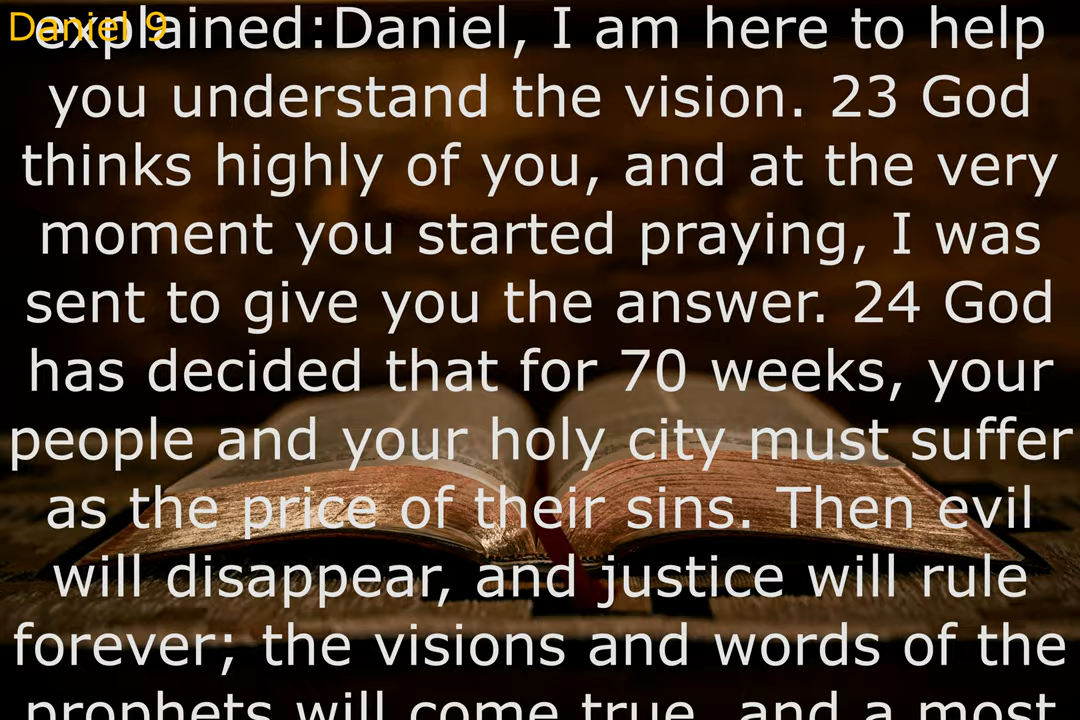 Daniel 9
explained:Daniel, I am here to help
you understand the vision. 23 God
thinks highly of you, and at the very
moment you started praying, I was
sent to give you the answer. 24 God
has decided that for 70 weeks, your
people and your holy city must suffer
as the price of their sins. Then evil
will disappear, and justice will rule
forever; the visions and words of the
prophets will come true, and a most